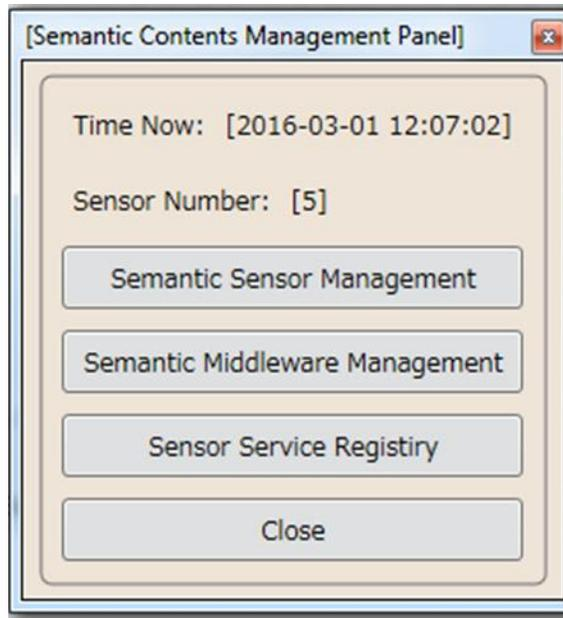 [Semantic Contents Management Panel]
Time Now: [2016-03-01 12:07:02]
Sensor Number: [5]
Semantic Sensor Management
Semantic Middleware Management
Sensor Service Registiry
Close